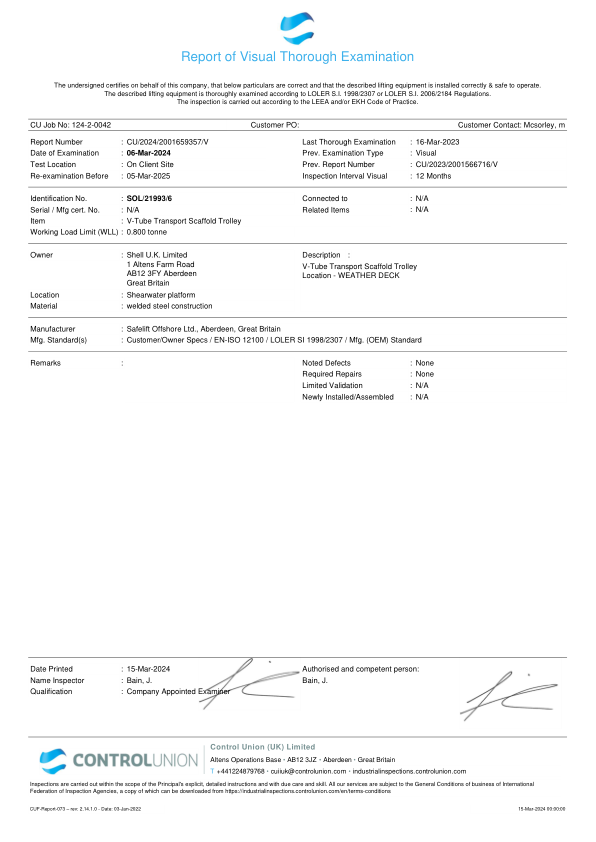 Report of Visual Thorough Examination
The undersigned certifies on behalf of this company, that below particulars are correct and that the described lifting equipment is installed correctly & safe to operate.
The described lifting equipment is thoroughly examined according to LOLER S.I. 1998/2307 or LOLER S.I. 2006/2184 Regulations.
The inspection is carried out according to the LEEA and/or EKH Code of Practice.
CU Job No: 124-2-0042 Customer PO: Customer Contact: Mcsorley, m
Report Number : CU/2024/2001659357/V Last Thorough Examination : 16-Mar-2023
Date of Examination : 06-Mar-2024 Prev. Examination Type : Visual
Test Location : On Client Site Prev. Report Number : CU/2023/2001566716/V
Re-examination Before : 05-Mar-2025 Inspection Interval Visual : 12 Months
Identification No. : SOL/21993/6 Connected to : N/A
Serial / Mfg cert. No. : N/A Related Items : N/A
Item : V-Tube Transport Scaffold Trolley
Working Load Limit (WLL) : 0.800 tonne
Owner : Shell U.K. Limited Description :
1 Altens Farm Road V-Tube Transport Scaffold Trolley
AB12 3FY Aberdeen Location - WEATHER DECK
Great Britain
Location : Shearwater platform
Material : welded steel construction
Manufacturer : Safelift Offshore Ltd., Aberdeen, Great Britain
Mfg. Standard(s) : Customer/Owner Specs / EN-ISO 12100 / LOLER SI 1998/2307 / Mfg. (OEM) Standard
Remarks : Noted Defects : None
Required Repairs : None
Limited Validation : N/A
Newly Installed/Assembled : N/A
Date Printed : 15-Mar-2024 Authorised and competent person:
Name Inspector : Bain, J. Bain, J.
Qualification : Company Appointed Examiner
CONTROLUNION
Control Union (UK) Limited
Altens Operations Base · AB12 3JZ · Aberdeen · Great Britain
T +441224879768 · cuiiuk@controlunion.com · industrialinspections.controlunion.com
Inspections are carried out within the scope of the Principal's explicit, detailed instructions and with due care and skill. All our services are subject to the General Conditions of business of International
Federation of Inspection Agencies, a copy of which can be downloaded from https://industrialinspections.controlunion.com/en/terms-conditions
CUF-Report-073 – rev: 2.14.1.0 - Data: 03-Jun-2022 15-Mar-2024 00:00:00